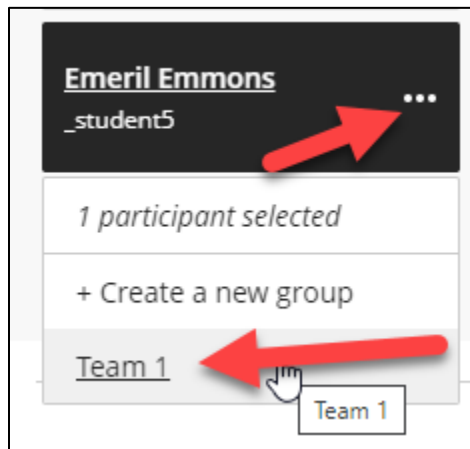 Emeril Emmons
_student5
1 participant selected
+ Create a new group
Team 1
Team 1